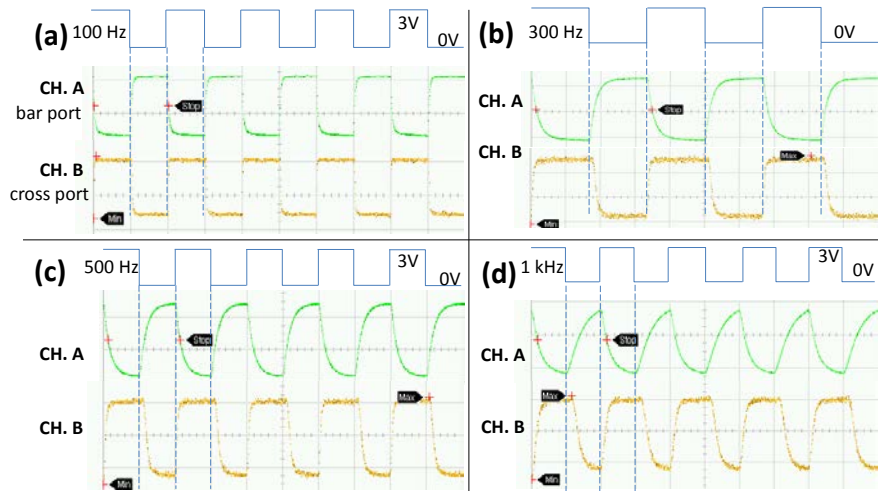 (a) 100 Hz 3V 0V
CH. A
bar port
Stop
CH. B
cross port
Min
(b) 300 Hz 0V
CH. A
Stop
CH. B
Max
Min
(c) 500 Hz 3V 0V
CH. A
Stop
CH. B
Max
Min
(d) 1 kHz 3V 0V
CH. A
Stop
CH. B
Max
Min